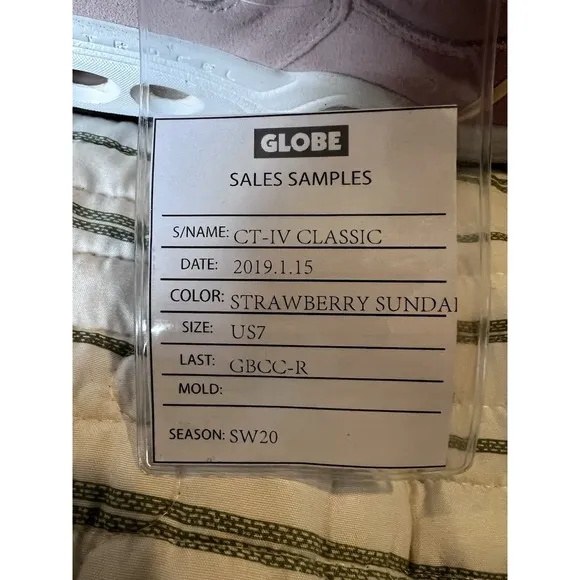 GLOBE
SALES SAMPLES
S/NAME: CT-IV CLASSIC
DATE: 2019.1.15
COLOR: STRAWBERRY SUNDAI
SIZE: US7
LAST: GBCC-R
MOLD:
SEASON: SW20